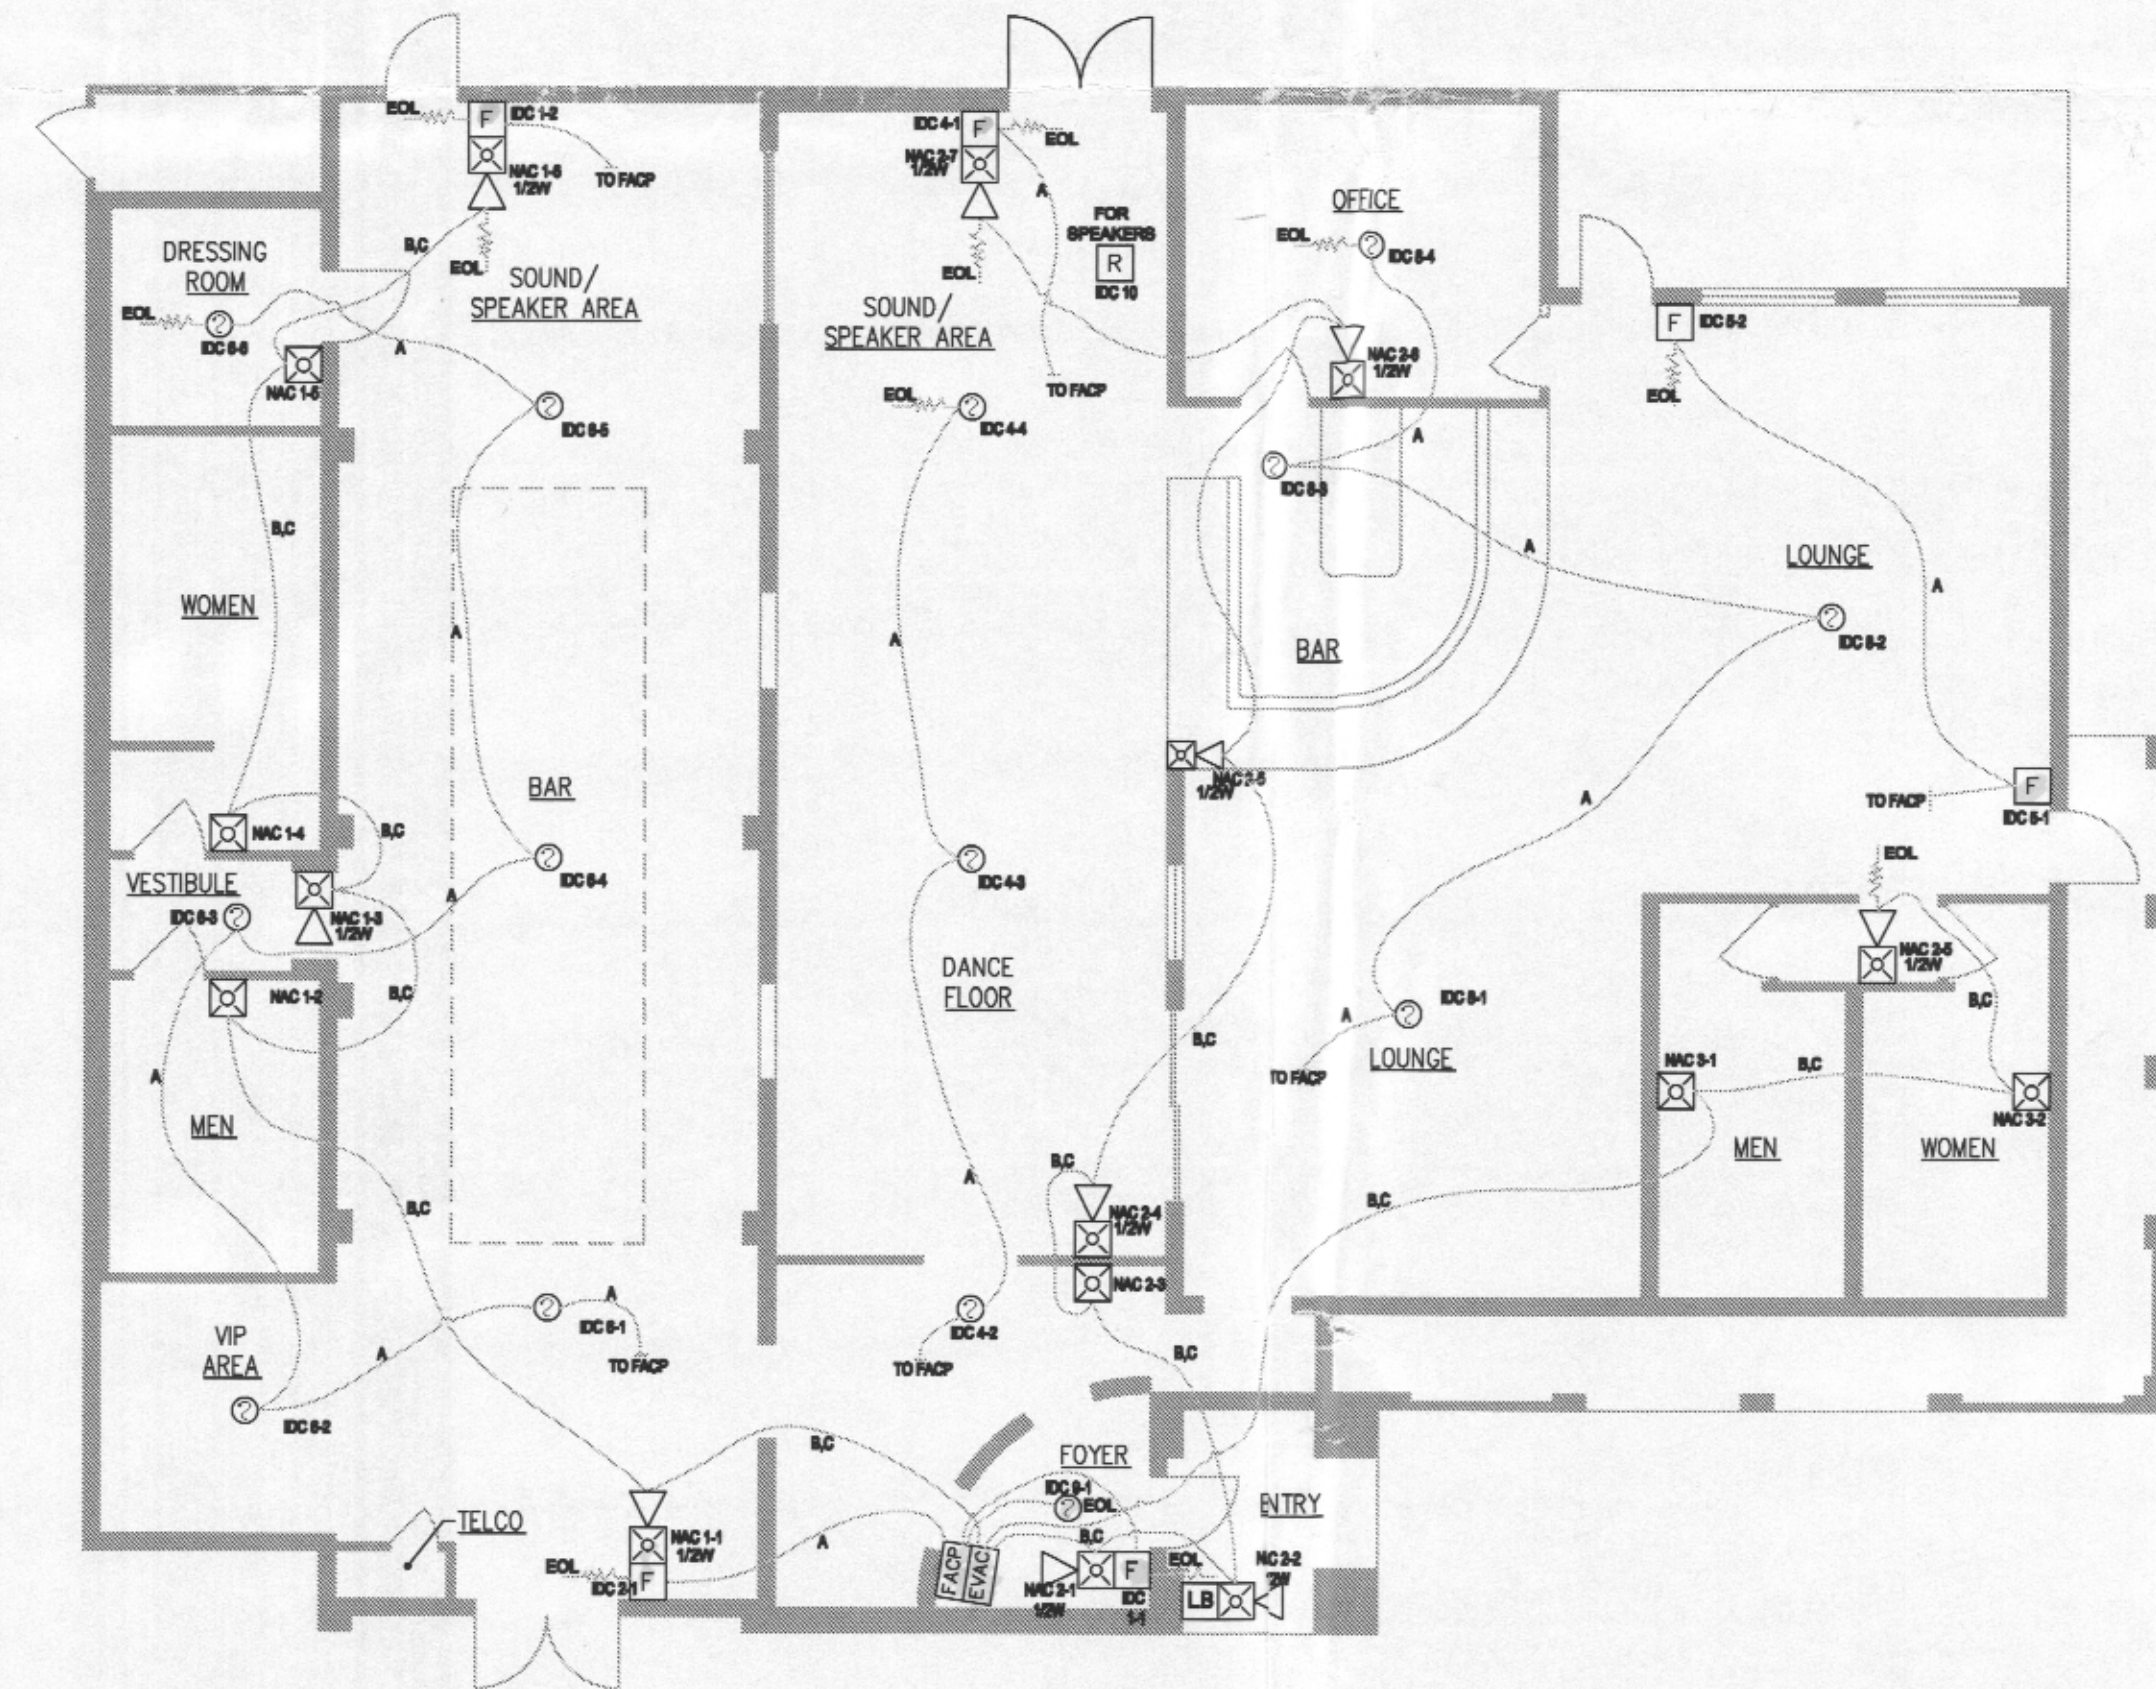 EOL
F
IDC 1-2
NAC 1-6
1/2W
TO FACP
B,C
EOL
SOUND/
SPEAKER AREA
DRESSING
ROOM
EOL
IDC 6-6
NAC 1-5
A
IDC 6-5
IDC 4-1
F
EOL
NAC 2-7
1/2W
A
FOR
SPEAKERS
R
IDC 10
EOL
SOUND/
SPEAKER AREA
TO FACP
EOL
IDC 4-4
OFFICE
EOL
IDC 8-4
NAC 2-6
1/2W
F
IDC 5-2
EOL
A
IDC 8-3
A
LOUNGE
A
IDC 8-2
B,C
WOMEN
A
A
BAR
BAR
1/2W
A
TO FACP
F
IDC 5-1
NAC 1-4
B,C
VESTIBULE
IDC 6-3
NAC 1-3
1/2W
A
IDC 6-4
IDC 4-3
EOL
NAC 2-5
1/2W
B,C
NAC 1-2
B,C
DANCE
FLOOR
IDC 8-1
A
B,C
TO FACP
LOUNGE
A
MEN
NAC 3-1
B,C
NAC 3-2
MEN
WOMEN
B,C
A
B,C
NAC 2-4
1/2W
NAC 2-3
B,C
VIP
AREA
A
A
IDC 6-1
TO FACP
IDC 6-2
IDC 4-2
TO FACP
B,C
B,C
FOYER
IDC 9-1
EOL
ENTRY
TELCO
NAC 1-1
1/2W
EOL
IDC 2-1
F
A
FACP
EVAC
B,C
NAC 2-1
1/2W
F
IDC
1-1
EOL
LB
2-2